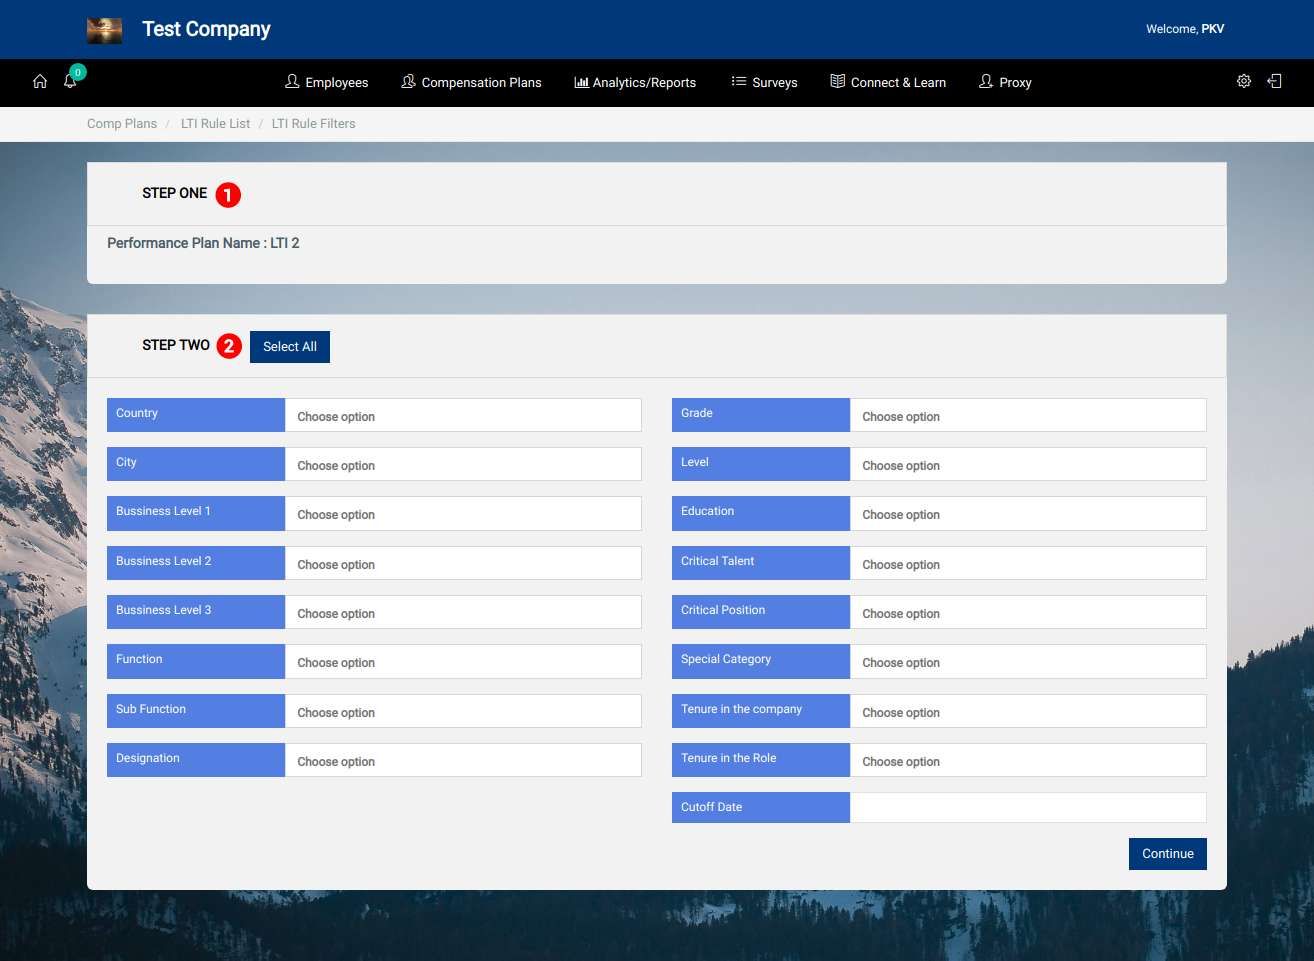 Test Company
Welcome, PKV
0
Employees
Compensation Plans
Analytics/Reports
Surveys
Connect & Learn
Proxy
Comp Plans / LTI Rule List / LTI Rule Filters
STEP ONE 1
Performance Plan Name : LTI 2
STEP TWO 2 Select All
Country Choose option
Grade Choose option
City Choose option
Level Choose option
Bussiness Level 1 Choose option
Education Choose option
Bussiness Level 2 Choose option
Critical Talent Choose option
Bussiness Level 3 Choose option
Critical Position Choose option
Function Choose option
Special Category Choose option
Sub Function Choose option
Tenure in the company Choose option
Designation Choose option
Tenure in the Role Choose option
Cutoff Date
Continue